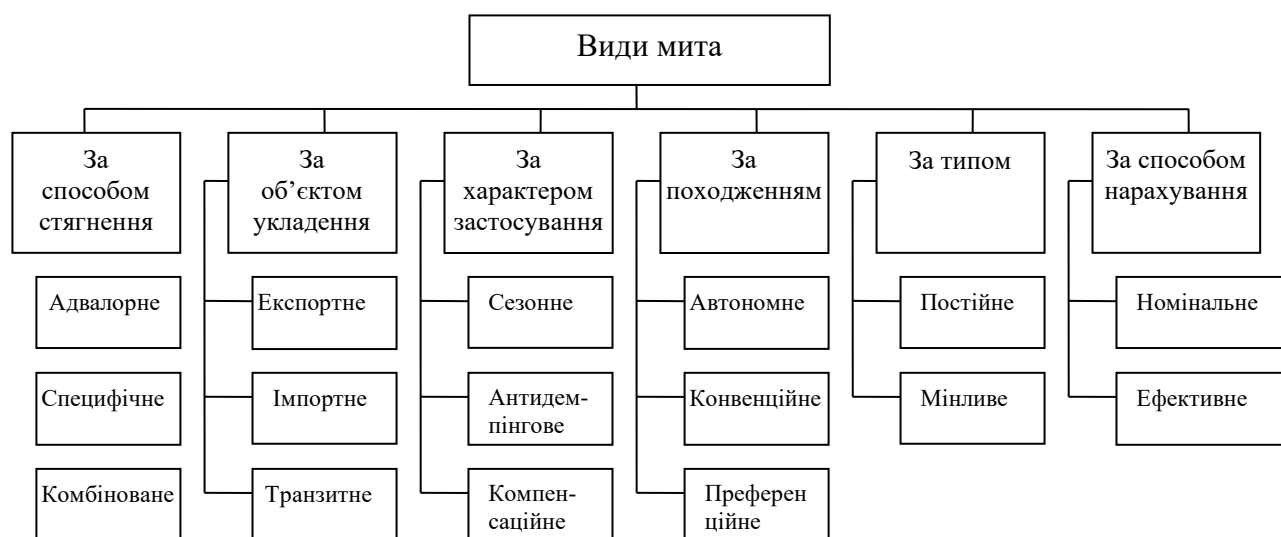 Види мита
За
способом
стягнення
Адвалорне
Специфічне
Комбіноване
За
об’єктом
укладення
Експортне
Імпортне
Транзитне
За
характером
застосування
Сезонне
Антидем-
пінгове
Компен-
саційне
За
походженням
Автономне
Конвенційне
Преферен
ційне
За типом
Постійне
Мінливе
За способом
нарахування
Номінальне
Ефективне